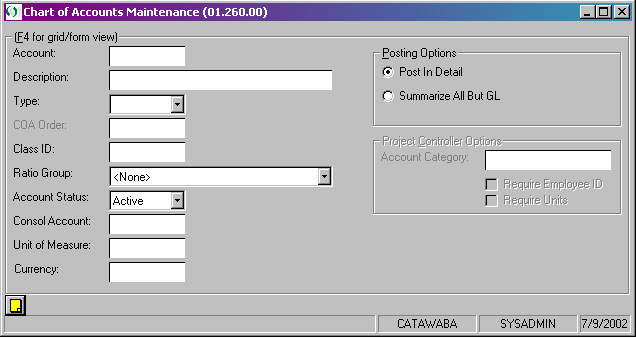 Chart of Accounts Maintenance (01.260.00)
(F4 for grid/form view)
Account:
Description:
Type:
COA Order:
Class ID:
Ratio Group: <None>
Account Status: Active
Consol Account:
Unit of Measure:
Currency:
Posting Options
Post In Detail
Summarize All But GL
Project Controller Options
Account Category:
Require Employee ID
Require Units
CATAWABA SYSADMIN 7/9/2002